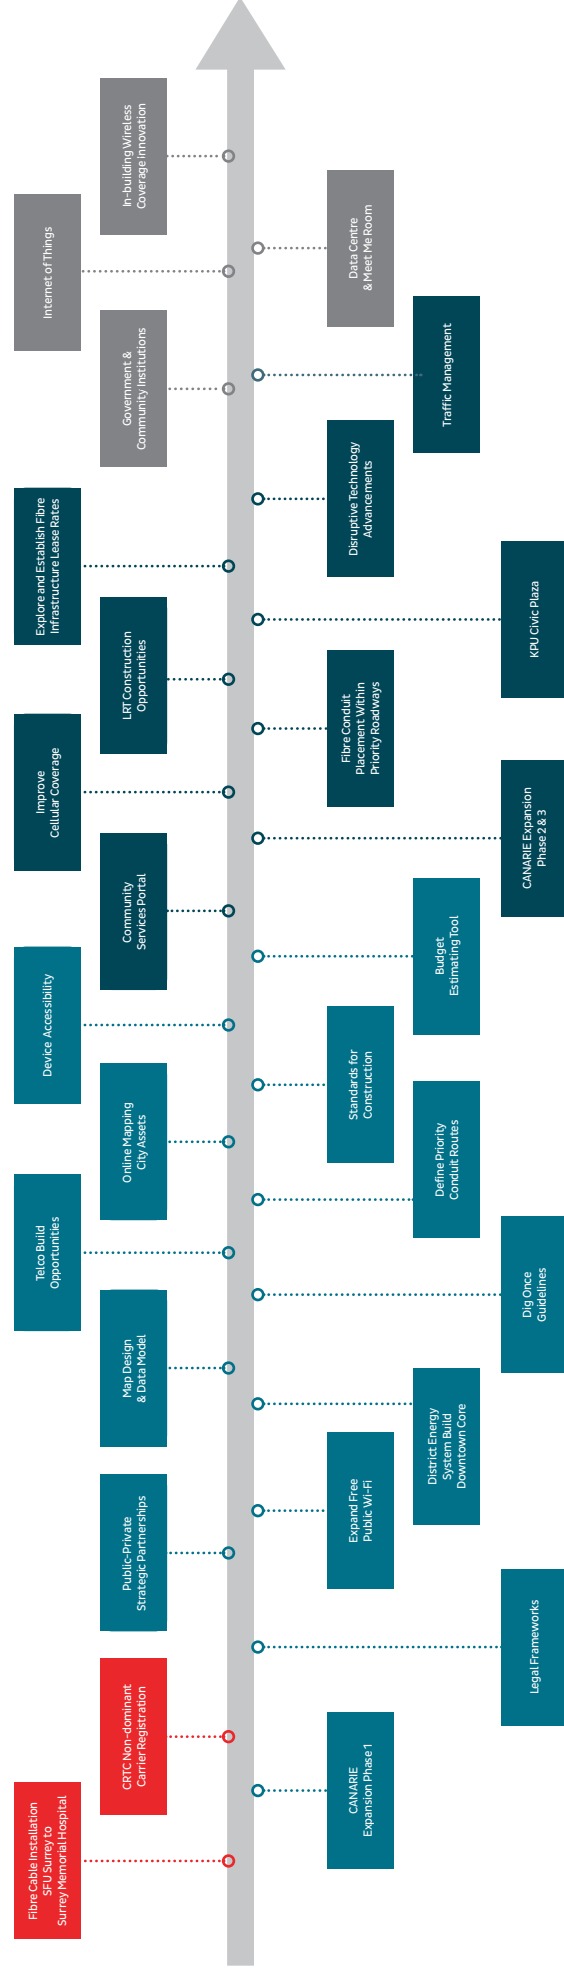 Fibre Cable Installation
SFU Surrey to
Surrey Memorial Hospital
Telco Build
Opportunities
Device Accessibility
Improve
Cellular Coverage
Explore and Establish Fibre
Infrastructure Lease Rates
Internet of Things
CRTC Non-dominant
Carrier Registration
Public-Private
Strategic Partnerships
Map Design
& Data Model
Online Mapping
City Assets
Community
Services Portal
LRT Construction
Opportunities
Government &
Community Institutions
In-building Wireless
Coverage Innovation
CANARIE
Expansion Phase 1
Expand Free
Public Wi-Fi
Standards for
Construction
Fibre Conduit
Placement Within
Priority Roadways
Disruptive Technology
Advancements
Data Centre
& Meet Me Room
District Energy
System Build
Downtown Core
Define Priority
Conduit Routes
Budget
Estimating Tool
Traffic Management
Legal Frameworks
Dig Once
Guidelines
CANARIE Expansion
Phase 2 & 3
KPU Civic Plaza